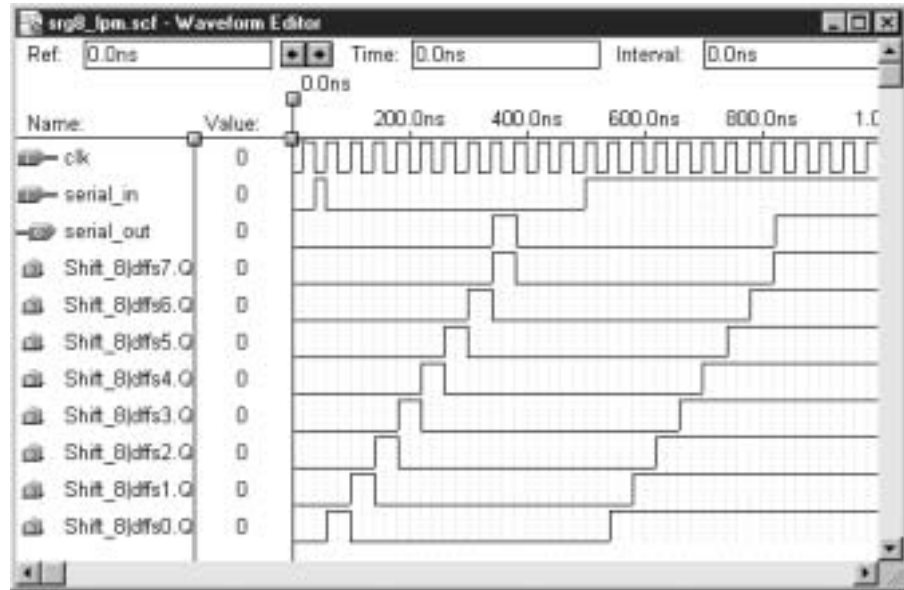 srg8_lpm.scf - Waveform Editor
Ref: 0.0ns Time: 0.0ns Interval: 0.0ns
0.0ns
Name: Value: 200.0ns 400.0ns 600.0ns 800.0ns 1.0
clk 0
serial_in 0
serial_out 0
Shift_8|dffs7.Q 0
Shift_8|dffs6.Q 0
Shift_8|dffs5.Q 0
Shift_8|dffs4.Q 0
Shift_8|dffs3.Q 0
Shift_8|dffs2.Q 0
Shift_8|dffs1.Q 0
Shift_8|dffs0.Q 0